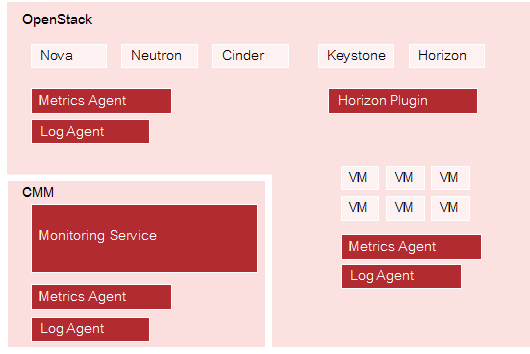 OpenStack
Nova Neutron Cinder Keystone Horizon
Metrics Agent Horizon Plugin
Log Agent
VM VM VM
CMM
VM VM VM
Monitoring Service
Metrics Agent
Log Agent
Metrics Agent
Log Agent